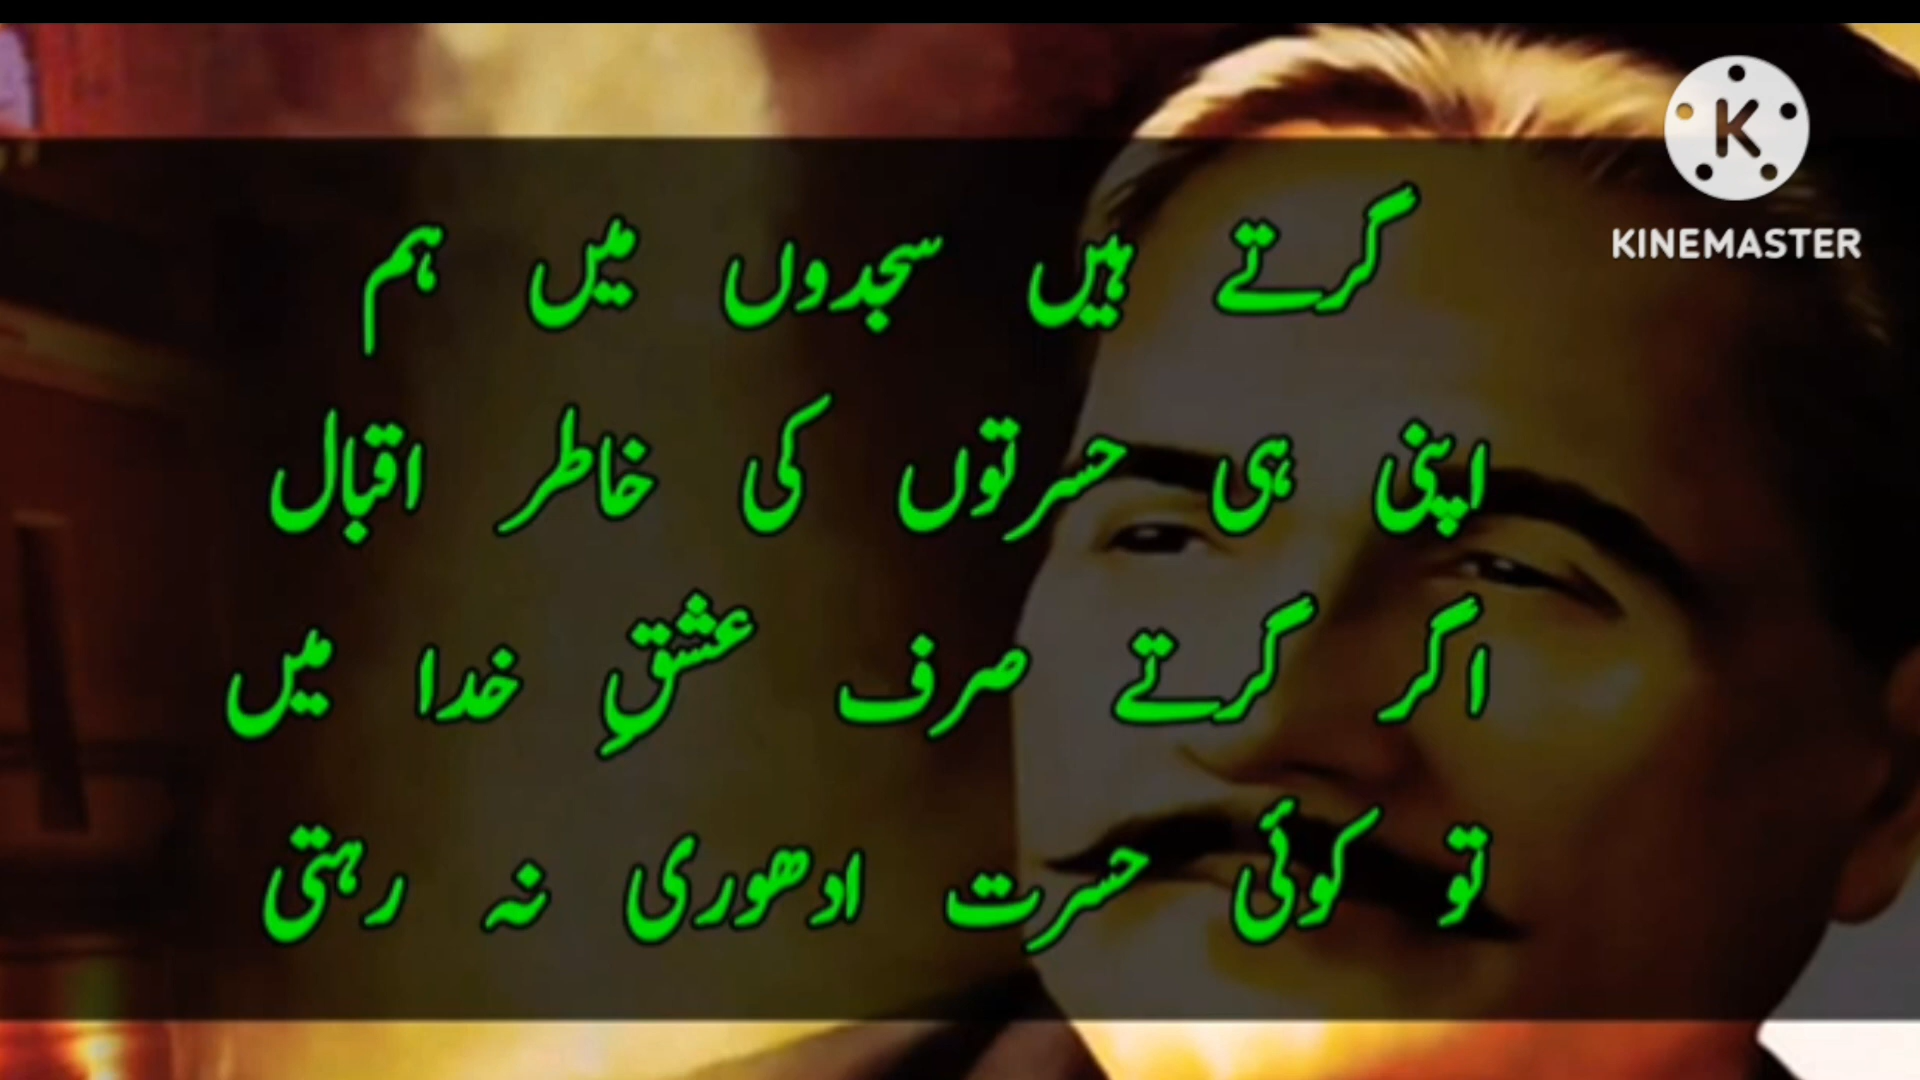 KINEMASTER
گرتے ہیں سجدوں میں ہم
اپنی ہی حسرتوں کی خاطر اقبال
اگر گرتے صرف عشقِ خدا میں
تو کوئی حسرت ادھوری نہ رہتی